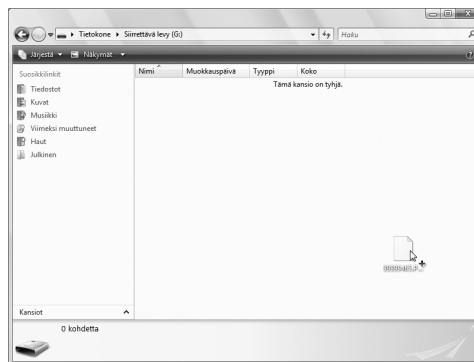 Tietokone ▸ Siirrettävä levy (G:)
Haku
Järjestä
Näkymät
Suosikkilinkit
Tiedostot
Kuvat
Musiikki
Viimeksi muuttuneet
Haut
Julkinen
Nimi Muokkauspäivä Tyyppi Koko
Tämä kansio on tyhjä.
Kansiot
0 kohdetta